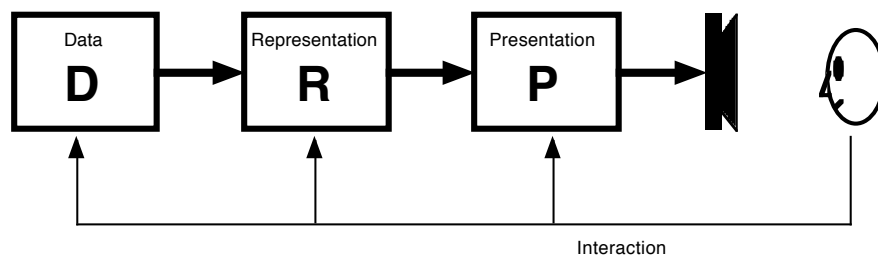 Data
D
Representation
R
Presentation
P
Interaction